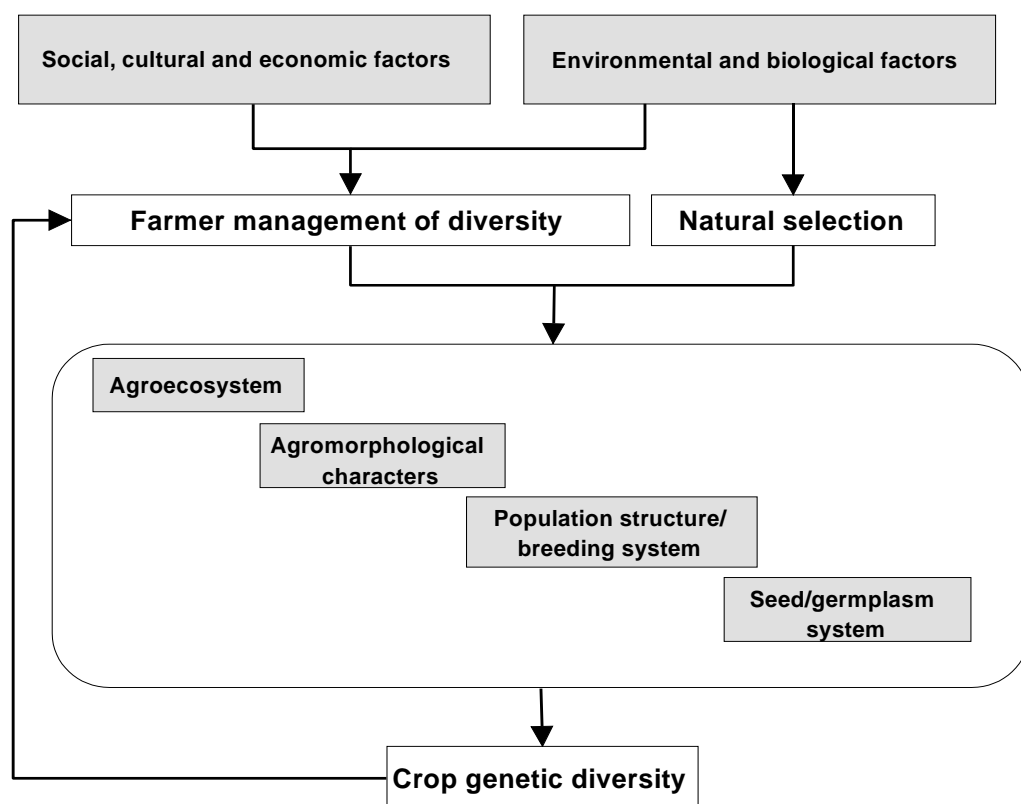 Social, cultural and economic factors
Environmental and biological factors
Farmer management of diversity
Natural selection
Agroecosystem
Agromorphological
characters
Population structure/
breeding system
Seed/germplasm
system
Crop genetic diversity